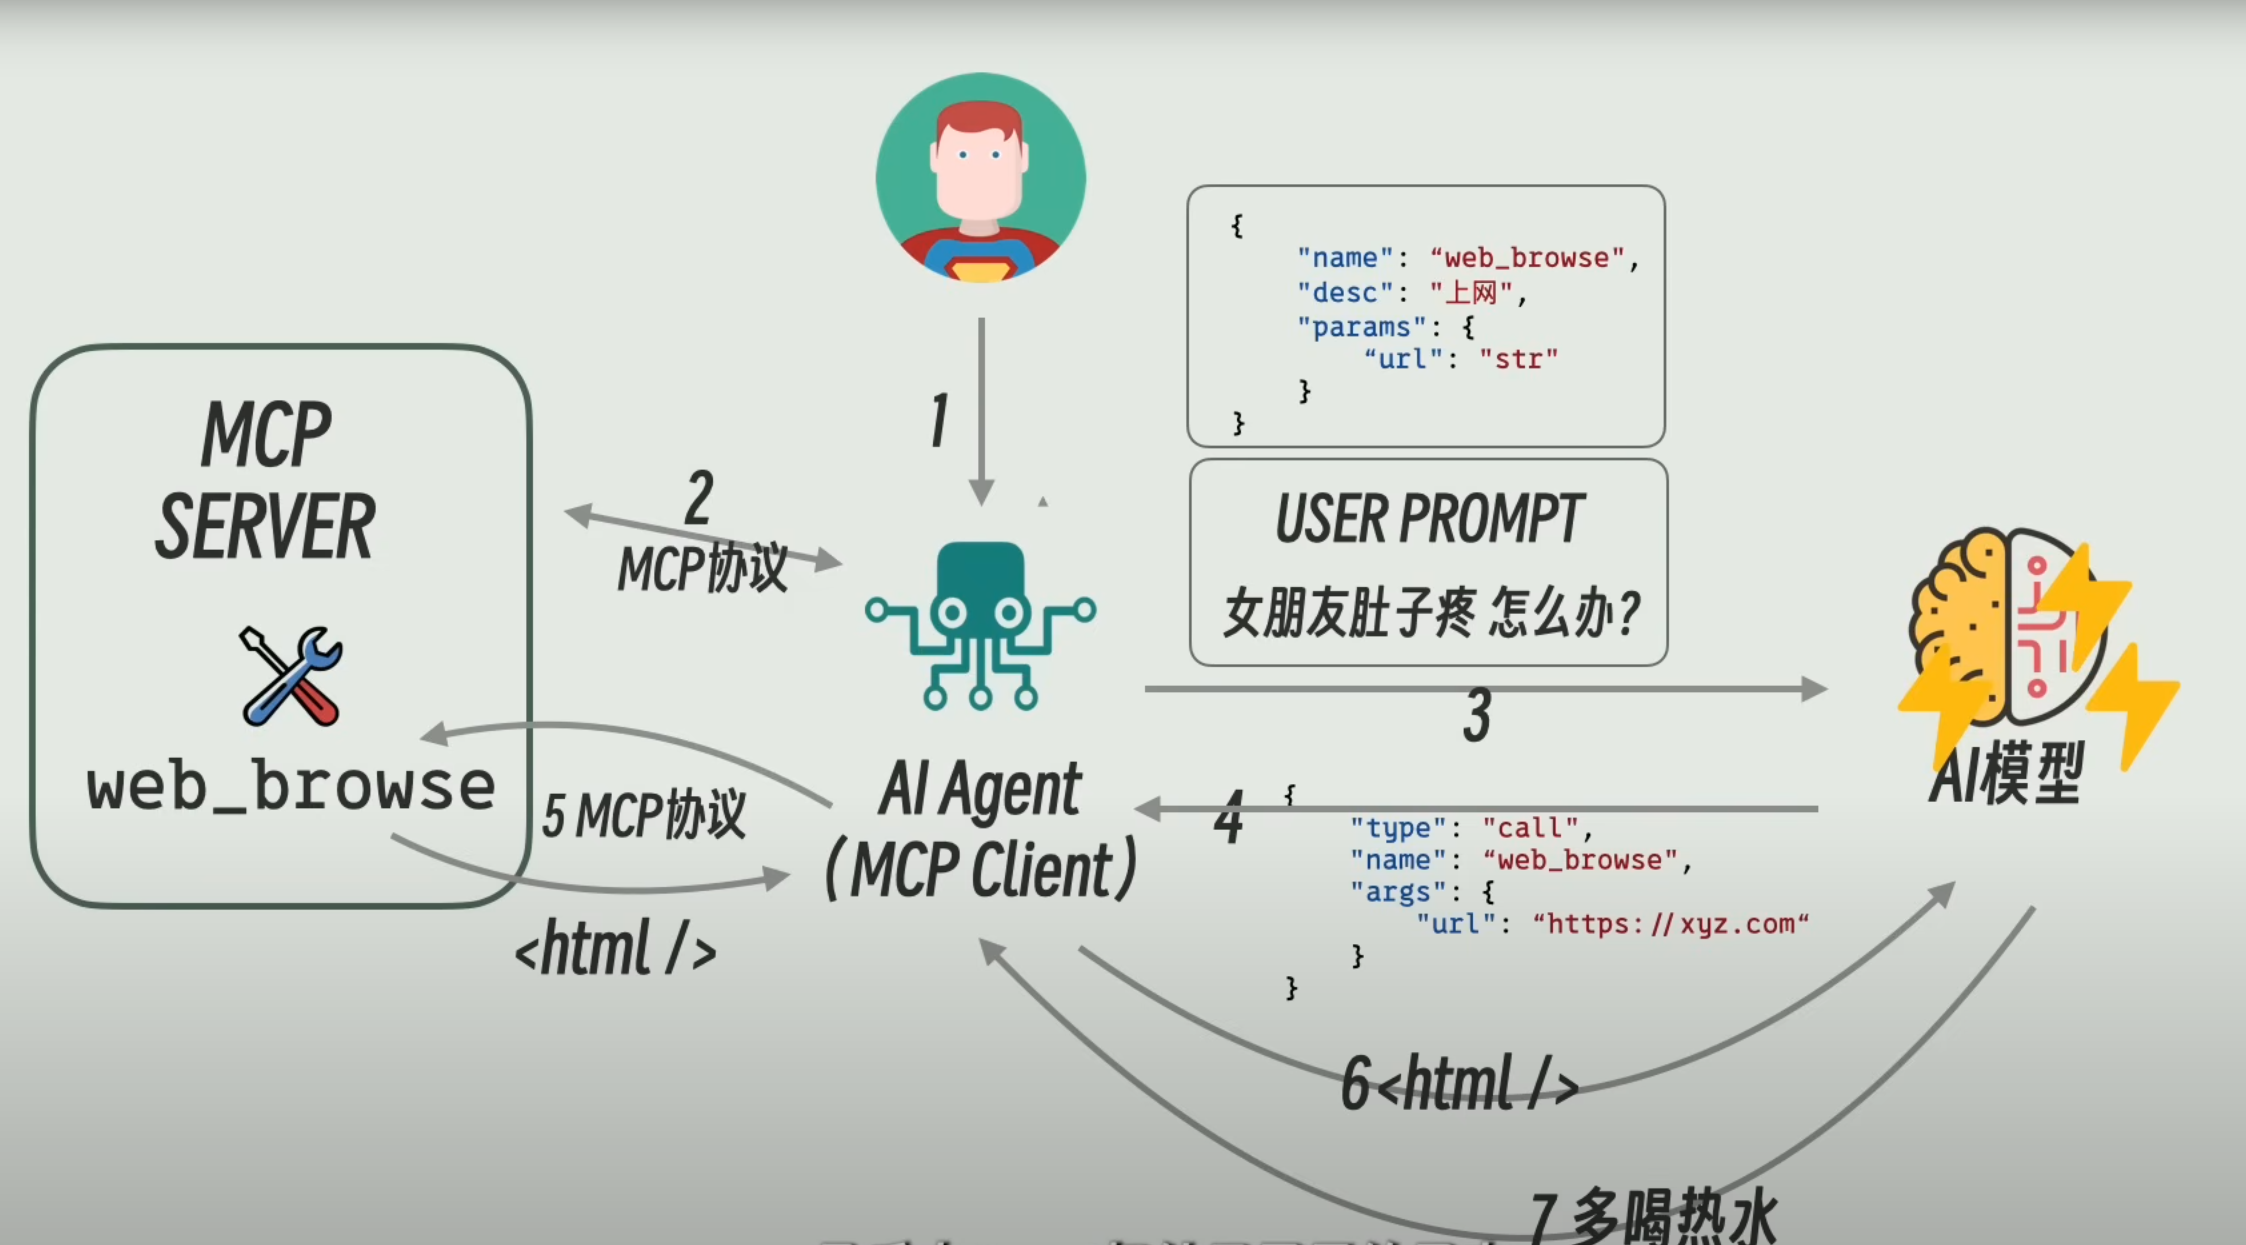 {
"name": “web_browse",
"desc": "上网",
"params": {
“url": "str"
}
}
MCP
SERVER
1
2
MCP协议
USER PROMPT
女朋友肚子疼 怎么办?
3
web_browse
5 MCP协议
<html />
AI Agent
(MCP Client)
AI模型
4
{
"type": "call",
"name": “web_browse",
"args": {
"url": “https://xyz.com“
}
}
6 <html />
7 多喝热水